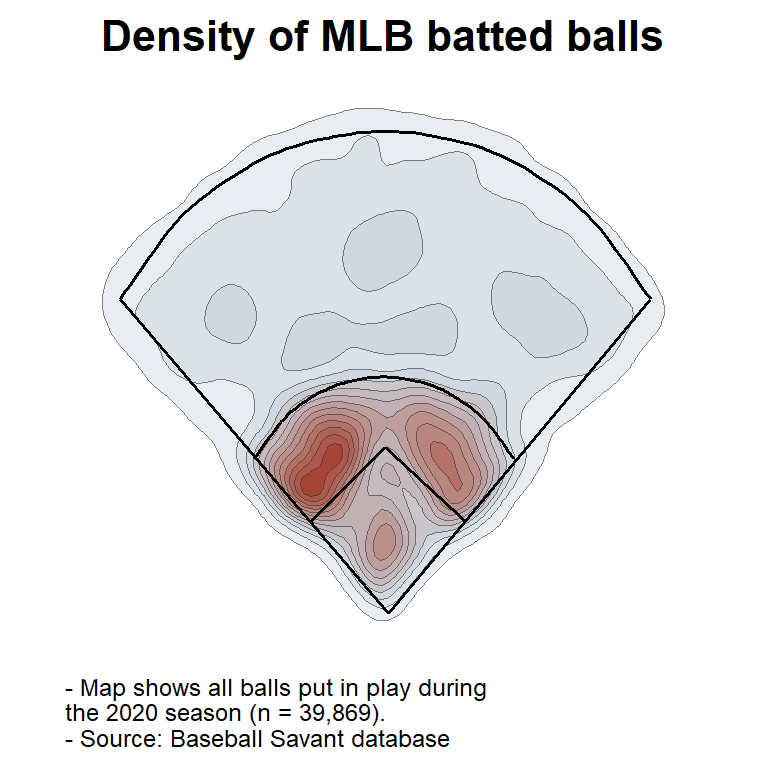 Density of MLB batted balls
- Map shows all balls put in play during
the 2020 season (n = 39,869).
- Source: Baseball Savant database